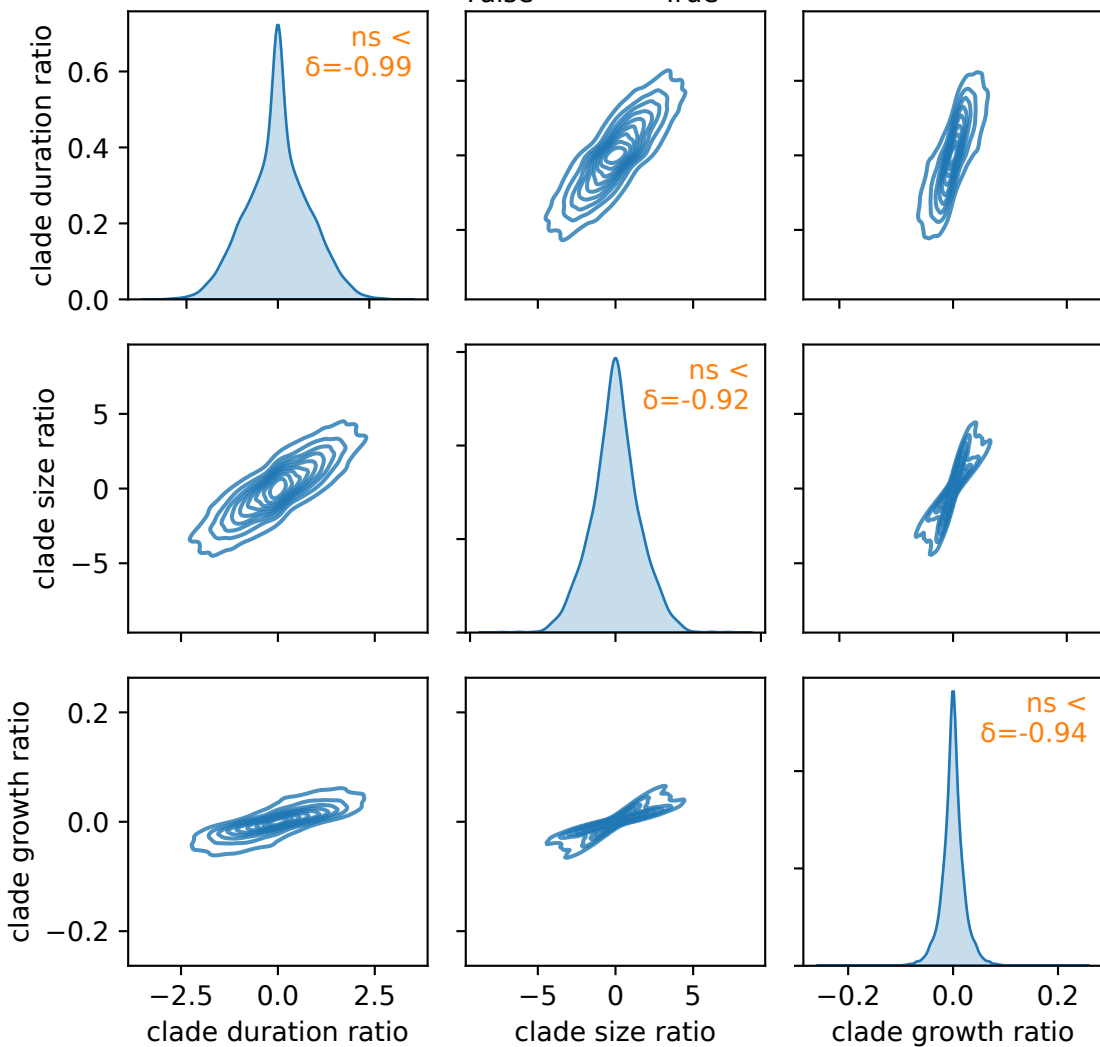 clade duration ratio
0.6
0.4
0.2
0.0
ns <
δ=-0.99
clade size ratio
5
0
−5
ns <
δ=-0.92
clade growth ratio
0.2
0.0
−0.2
ns <
δ=-0.94
−2.5 0.0 2.5
−5 0 5
−0.2 0.0 0.2
clade duration ratio
clade size ratio
clade growth ratio